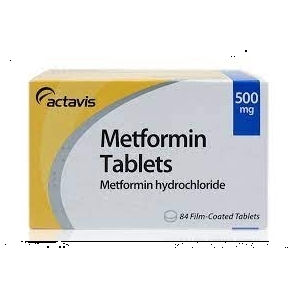 actavis
500
mg
Metformin
Tablets
Metformin hydrochloride
84 Film-Coated Tablets